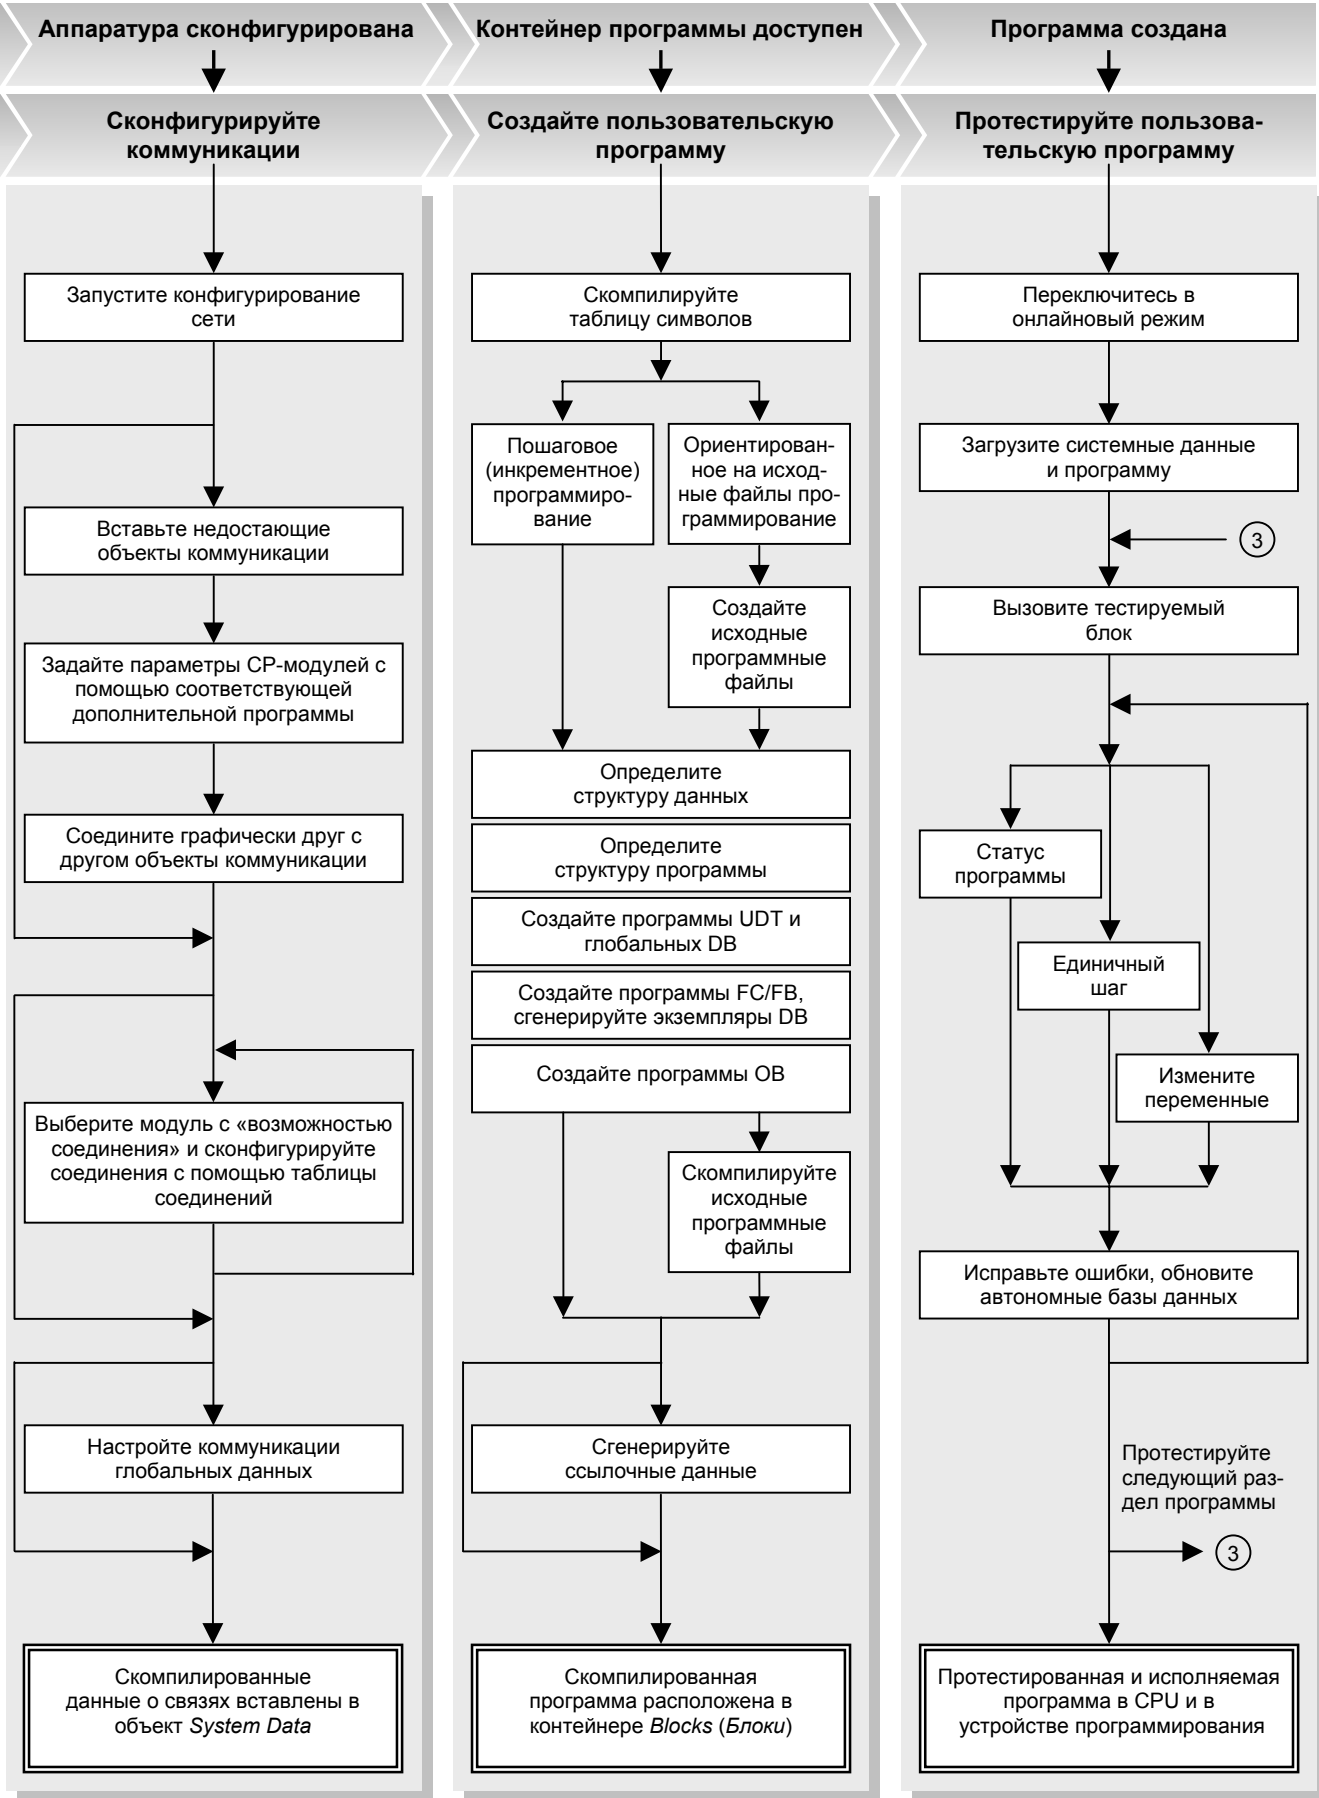 Аппаратура сконфигурирована
Контейнер программы доступен
Программа создана
Сконфигурируйте
коммуникации
Создайте пользовательскую
программу
Протестируйте пользова-
тельскую программу
Запустите конфигурирование
сети
Вставьте недостающие
объекты коммуникации
Задайте параметры CP-модулей с
помощью соответствующей
дополнительной программы
Соедините графически друг с
другом объекты коммуникации
Выберите модуль с «возможностью
соединения» и сконфигурируйте
соединения с помощью таблицы
соединений
Настройте коммуникации
глобальных данных
Скомпилированные
данные о связях вставлены в
объект System Data
Скомпилируйте
таблицу символов
Пошаговое
(инкрементное)
программиро-
вание
Ориентирован-
ное на исход-
ные файлы про-
граммирование
Создайте
исходные
программные
файлы
Определите
структуру данных
Определите
структуру программы
Создайте программы UDT и
глобальных DB
Создайте программы FC/FB,
сгенерируйте экземпляры DB
Создайте программы OB
Скомпилируйте
исходные
программные
файлы
Сгенерируйте
ссылочные данные
Скомпилированная
программа расположена в
контейнере Blocks (Блоки)
Переключитесь в
онлайновый режим
Загрузите системные данные
и программу
3
Вызовите тестируемый
блок
Статус
программы
Единичный
шаг
Измените
переменные
Исправьте ошибки, обновите
автономные базы данных
Протестируйте
следующий раз-
дел программы
3
Протестированная и исполняемая
программа в CPU и в
устройстве программирования